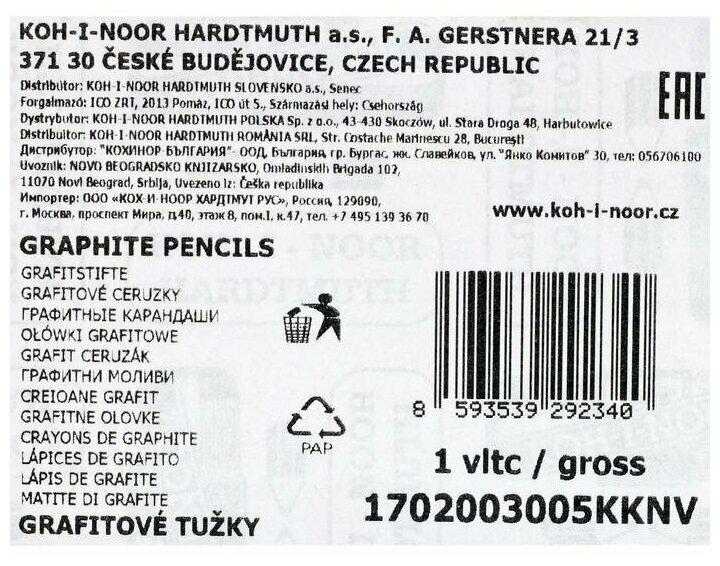 KOH-I-NOOR HARDTMUTH a.s., F. A. GERSTNERA 21/3
371 30 ČESKÉ BUDĚJOVICE, CZECH REPUBLIC
Distributor: KOH-I-NOOR HARDTMUTH SLOVENSKO a.s., Senec
Forgalmazó: ICO ZRT, 2013 Pomáz, ICO út 5., Származási hely: Csehország
Dystrybutor: KOH-I-NOOR HARDTMUTH POLSKA Sp. z o.o., 43-430 Skoczów, ul. Stara Droga 48, Harbutowice
Distribuitor: KOH-I-NOOR HARDTMUTH ROMÂNIA SRL, Str. Costache Marinescu 28, București
Дистрибутор: "КОХИНОР-БЪЛГАРИЯ"- ООД, България, гр. Бургас, жк. Славейков, ул. "Янко Комитов" 30, тел: 056706100
Uvoznik: NOVO BEOGRADSKO KNJIZARSKO, Omladinskih Brigada 102,
11070 Novi Beograd, Srbija, Uvezeno iz: Češka republika
Импортер: ООО «КОХ-И-НООР ХАРДТМУТ РУС», Россия, 129090,
г. Москва, проспект Мира, д.40, этаж 8, пом.I, к.47, тел. +7 495 139 36 78
EAC
www.koh-i-noor.cz
GRAPHITE PENCILS
GRAFITSTIFTE
GRAFITOVÉ CERUZKY
ГРАФИТНЫЕ КАРАНДАШИ
OŁÓWKI GRAFITOWE
GRAFIT CERUZÁK
ГРАФИТНИ МОЛИВИ
CREIOANE GRAFIT
GRAFITNE OLOVKE
CRAYONS DE GRAPHITE
LÁPICES DE GRAFITO
LÁPIS DE GRAFITE
MATITE DI GRAFITE
GRAFITOVÉ TUŽKY
PAP
8 593539 292340
1 vltc / gross
1702003005KKNV